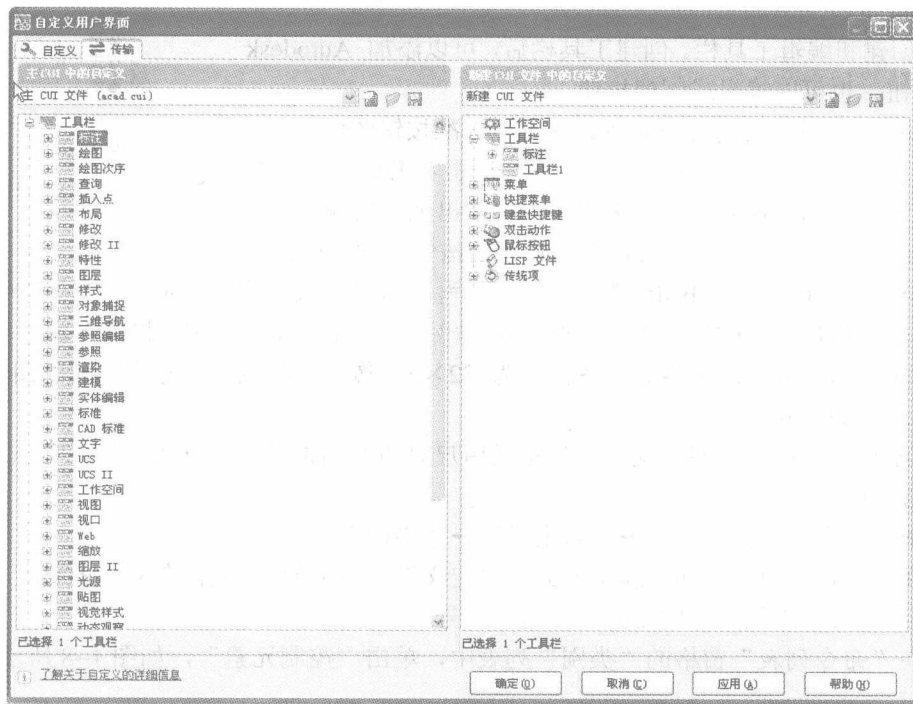 自定义用户界面
自定义 传输
主 CUI 中的自定义
主 CUI 文件 (acad.cui)
工具栏
标注
绘图
绘图次序
查询
插入点
布局
修改
修改 II
特性
图层
样式
对象捕捉
三维导航
参照编辑
参照
渲染
建模
实体编辑
标准
CAD 标准
文字
UCS
UCS II
工作空间
视图
视口
Web
缩放
图层 II
光源
贴图
视觉样式
动态观察
已选择 1 个工具栏
新建 CUI 文件 中的自定义
新建 CUI 文件
工作空间
工具栏
标注
工具栏1
菜单
快捷菜单
键盘快捷键
双击动作
鼠标按钮
LISP 文件
传统项
已选择 1 个工具栏
了解关于自定义的详细信息
确定(O) 取消(C) 应用(A) 帮助(H)